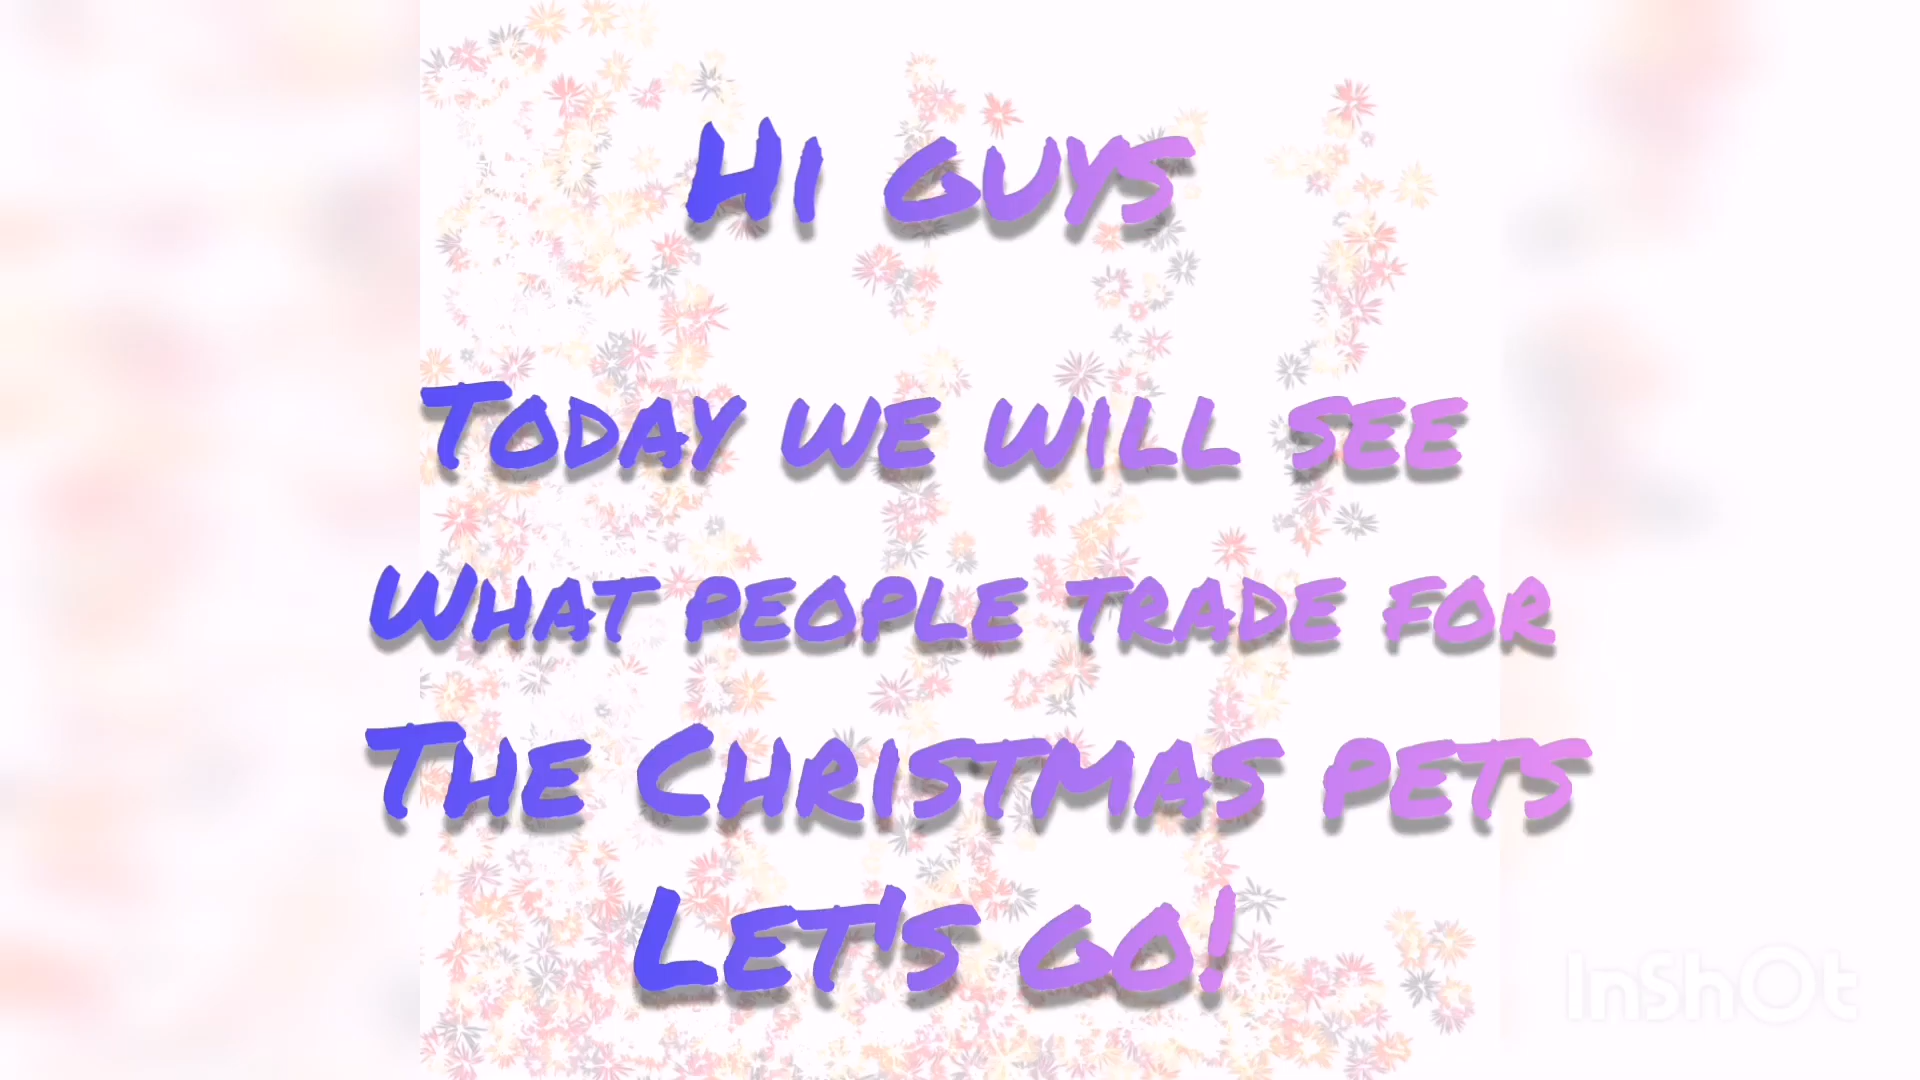 Hi guys
Today we will see
What people trade for
The Christmas pets
Let's go!
InShOt